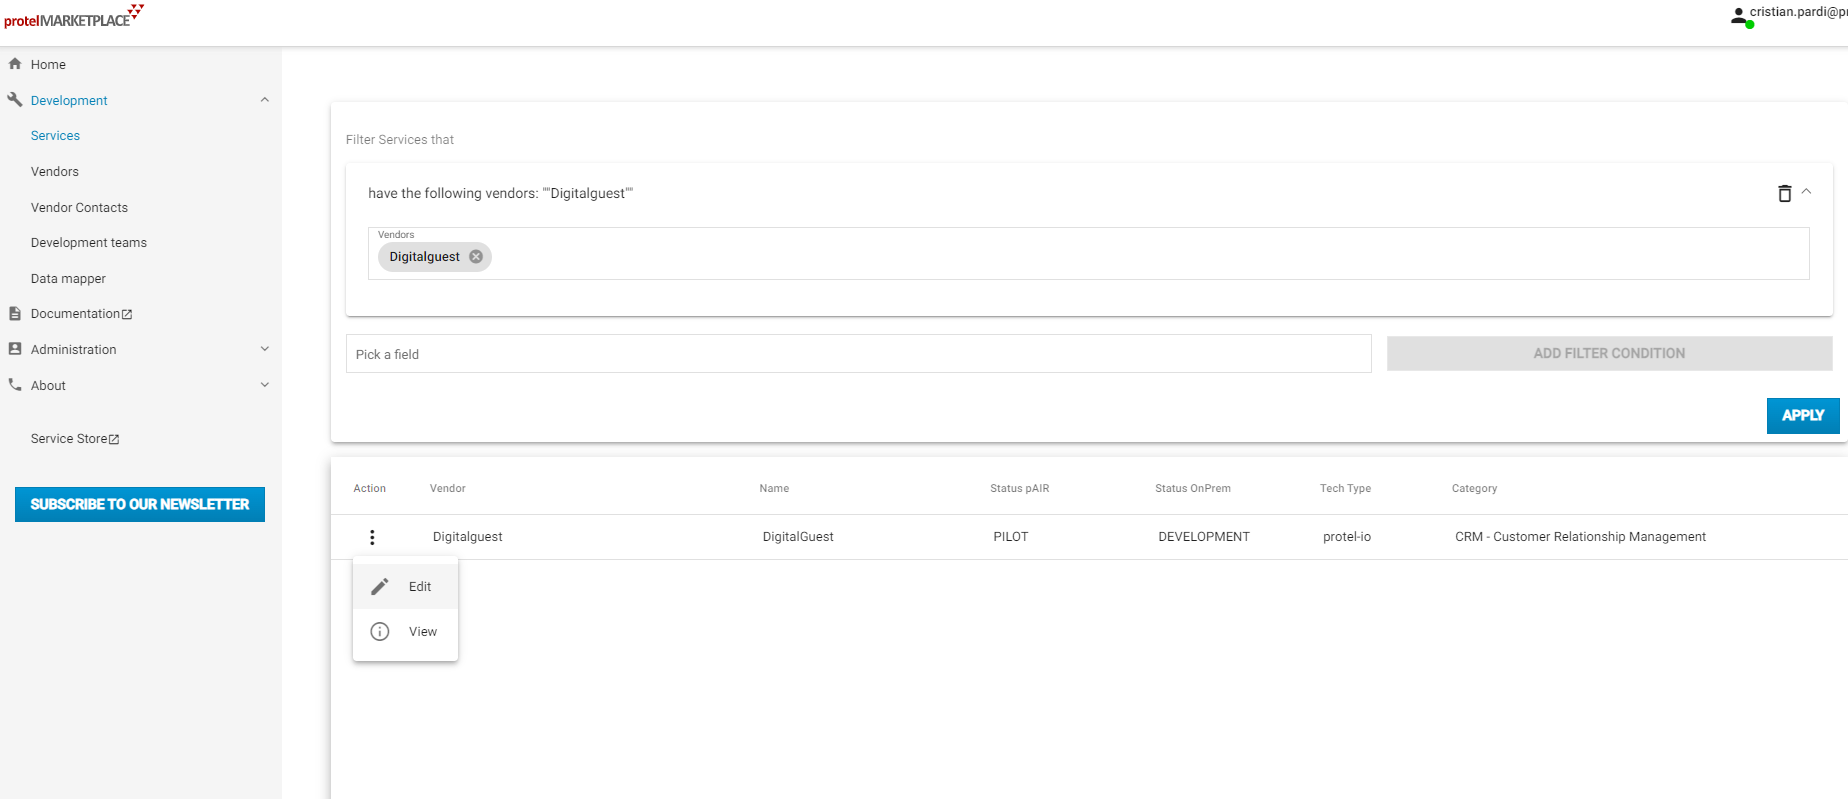 protelMARKETPLACE
cristian.pardi@p
Home
Development
Services
Vendors
Vendor Contacts
Development teams
Data mapper
Documentation
Administration
About
Service Store
SUBSCRIBE TO OUR NEWSLETTER
Filter Services that
have the following vendors: ""Digitalguest""
Vendors
Digitalguest
Pick a field
ADD FILTER CONDITION
APPLY
Action Vendor Name Status pAIR Status OnPrem Tech Type Category
Digitalguest DigitalGuest PILOT DEVELOPMENT protel-io CRM - Customer Relationship Management
Edit
View